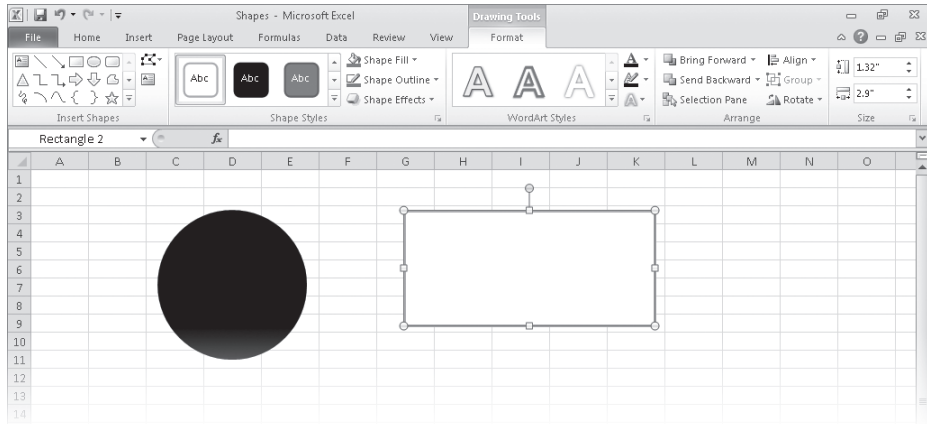 Shapes - Microsoft Excel
Drawing Tools
File Home Insert Page Layout Formulas Data Review View Format
Abc Abc Abc
Shape Fill
Shape Outline
Shape Effects
A A A
A
A
Bring Forward Align
Send Backward Group
Selection Pane Rotate
1.32"
2.9"
Insert Shapes Shape Styles WordArt Styles Arrange Size
Rectangle 2 fx
A B C D E F G H I J K L M N O
1
2
3
4
5
6
7
8
9
10
11
12
13
14